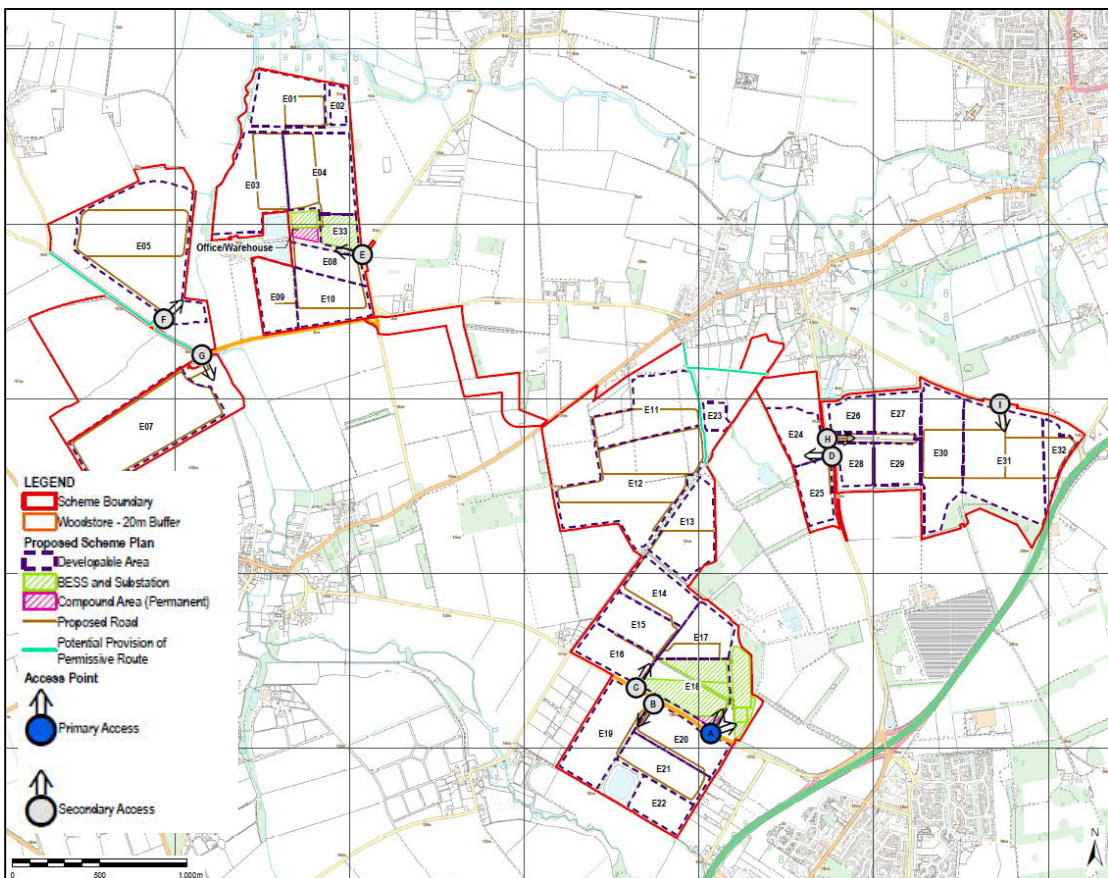 E01
E02
E03
E04
E05
E33
Office/Warehouse
E08
E
E09
E10
F
G
E07
E11
E23
E12
E13
E24
E25
E26
E27
H
D
E28
E29
I
E30
E31
E32
E14
E15
E16
E17
E18
C
B
A
E19
E20
E21
E22
LEGEND
Scheme Boundary
Woodstore - 20m Buffer
Proposed Scheme Plan
Developable Area
BESS and Substation
Compound Area (Permanent)
Proposed Road
Potential Provision of
Permissive Route
Access Point
Primary Access
Secondary Access
0 500 1,000m
N